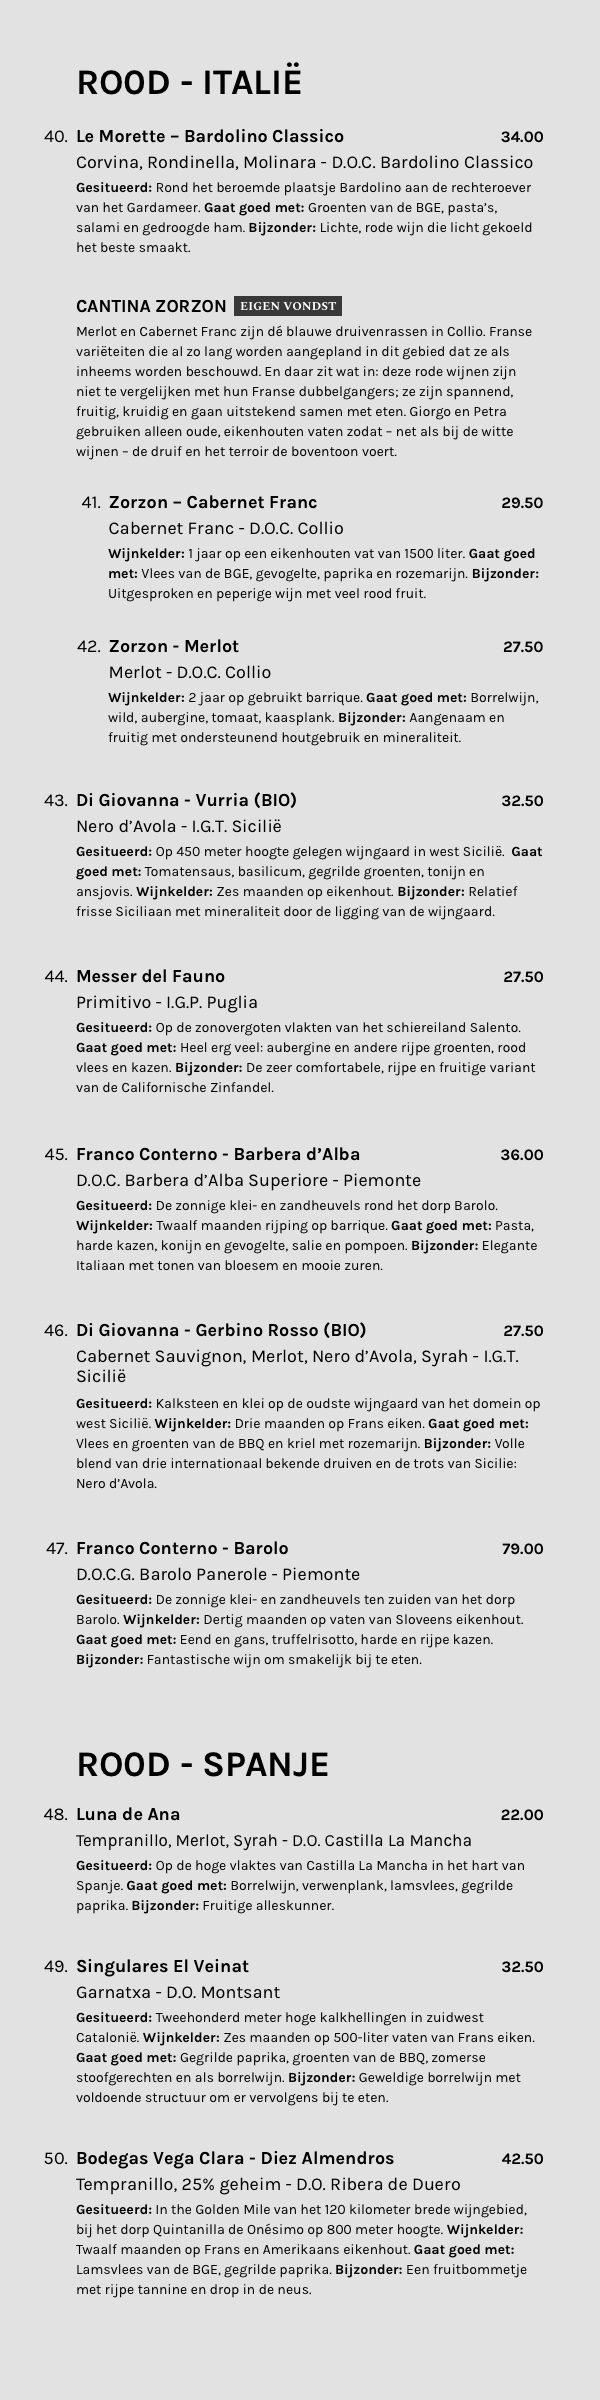 ROOD - ITALIË
40. Le Morette – Bardolino Classico 34.00
Corvina, Rondinella, Molinara - D.O.C. Bardolino Classico
Gesitueerd: Rond het beroemde plaatsje Bardolino aan de rechteroever
van het Gardameer. Gaat goed met: Groenten van de BGE, pasta’s,
salami en gedroogde ham. Bijzonder: Lichte, rode wijn die licht gekoeld
het beste smaakt.
CANTINA ZORZON EIGEN VONDST
Merlot en Cabernet Franc zijn dé blauwe druivenrassen in Collio. Franse
variëteiten die al zo lang worden aangepland in dit gebied dat ze als
inheems worden beschouwd. En daar zit wat in: deze rode wijnen zijn
niet te vergelijken met hun Franse dubbelgangers; ze zijn spannend,
fruitig, kruidig en gaan uitstekend samen met eten. Giorgo en Petra
gebruiken alleen oude, eikenhouten vaten zodat – net als bij de witte
wijnen – de druif en het terroir de boventoon voert.
41. Zorzon – Cabernet Franc 29.50
Cabernet Franc - D.O.C. Collio
Wijnkelder: 1 jaar op een eikenhouten vat van 1500 liter. Gaat goed
met: Vlees van de BGE, gevogelte, paprika en rozemarijn. Bijzonder:
Uitgesproken en peperige wijn met veel rood fruit.
42. Zorzon - Merlot 27.50
Merlot - D.O.C. Collio
Wijnkelder: 2 jaar op gebruikt barrique. Gaat goed met: Borrelwijn,
wild, aubergine, tomaat, kaasplank. Bijzonder: Aangenaam en
fruitig met ondersteunend houtgebruik en mineraliteit.
43. Di Giovanna - Vurria (BIO) 32.50
Nero d’Avola - I.G.T. Sicilië
Gesitueerd: Op 450 meter hoogte gelegen wijngaard in west Sicilië. Gaat
goed met: Tomatensaus, basilicum, gegrilde groenten, tonijn en
ansjovis. Wijnkelder: Zes maanden op eikenhout. Bijzonder: Relatief
frisse Siciliaan met mineraliteit door de ligging van de wijngaard.
44. Messer del Fauno 27.50
Primitivo - I.G.P. Puglia
Gesitueerd: Op de zonovergoten vlakten van het schiereiland Salento.
Gaat goed met: Heel erg veel: aubergine en andere rijpe groenten, rood
vlees en kazen. Bijzonder: De zeer comfortabele, rijpe en fruitige variant
van de Californische Zinfandel.
45. Franco Conterno - Barbera d’Alba 36.00
D.O.C. Barbera d’Alba Superiore - Piemonte
Gesitueerd: De zonnige klei- en zandheuvels rond het dorp Barolo.
Wijnkelder: Twaalf maanden rijping op barrique. Gaat goed met: Pasta,
harde kazen, konijn en gevogelte, salie en pompoen. Bijzonder: Elegante
Italiaan met tonen van bloesem en mooie zuren.
46. Di Giovanna - Gerbino Rosso (BIO) 27.50
Cabernet Sauvignon, Merlot, Nero d’Avola, Syrah - I.G.T.
Sicilië
Gesitueerd: Kalksteen en klei op de oudste wijngaard van het domein op
west Sicilië. Wijnkelder: Drie maanden op Frans eiken. Gaat goed met:
Vlees en groenten van de BBQ en kriel met rozemarijn. Bijzonder: Volle
blend van drie internationaal bekende druiven en de trots van Sicilie:
Nero d’Avola.
47. Franco Conterno - Barolo 79.00
D.O.C.G. Barolo Panerole - Piemonte
Gesitueerd: De zonnige klei- en zandheuvels ten zuiden van het dorp
Barolo. Wijnkelder: Dertig maanden op vaten van Sloveens eikenhout.
Gaat goed met: Eend en gans, truffelrisotto, harde en rijpe kazen.
Bijzonder: Fantastische wijn om smakelijk bij te eten.
ROOD - SPANJE
48. Luna de Ana 22.00
Tempranillo, Merlot, Syrah - D.O. Castilla La Mancha
Gesitueerd: Op de hoge vlaktes van Castilla La Mancha in het hart van
Spanje. Gaat goed met: Borrelwijn, verwenplank, lamsvlees, gegrilde
paprika. Bijzonder: Fruitige alleskunner.
49. Singulares El Veinat 32.50
Garnatxa - D.O. Montsant
Gesitueerd: Tweehonderd meter hoge kalkhellingen in zuidwest
Catalonië. Wijnkelder: Zes maanden op 500-liter vaten van Frans eiken.
Gaat goed met: Gegrilde paprika, groenten van de BBQ, zomerse
stoofgerechten en als borrelwijn. Bijzonder: Geweldige borrelwijn met
voldoende structuur om er vervolgens bij te eten.
50. Bodegas Vega Clara - Diez Almendros 42.50
Tempranillo, 25% geheim - D.O. Ribera de Duero
Gesitueerd: In the Golden Mile van het 120 kilometer brede wijngebied,
bij het dorp Quintanilla de Onésimo op 800 meter hoogte. Wijnkelder:
Twaalf maanden op Frans en Amerikaans eikenhout. Gaat goed met:
Lamsvlees van de BGE, gegrilde paprika. Bijzonder: Een fruitbommetje
met rijpe tannine en drop in de neus.